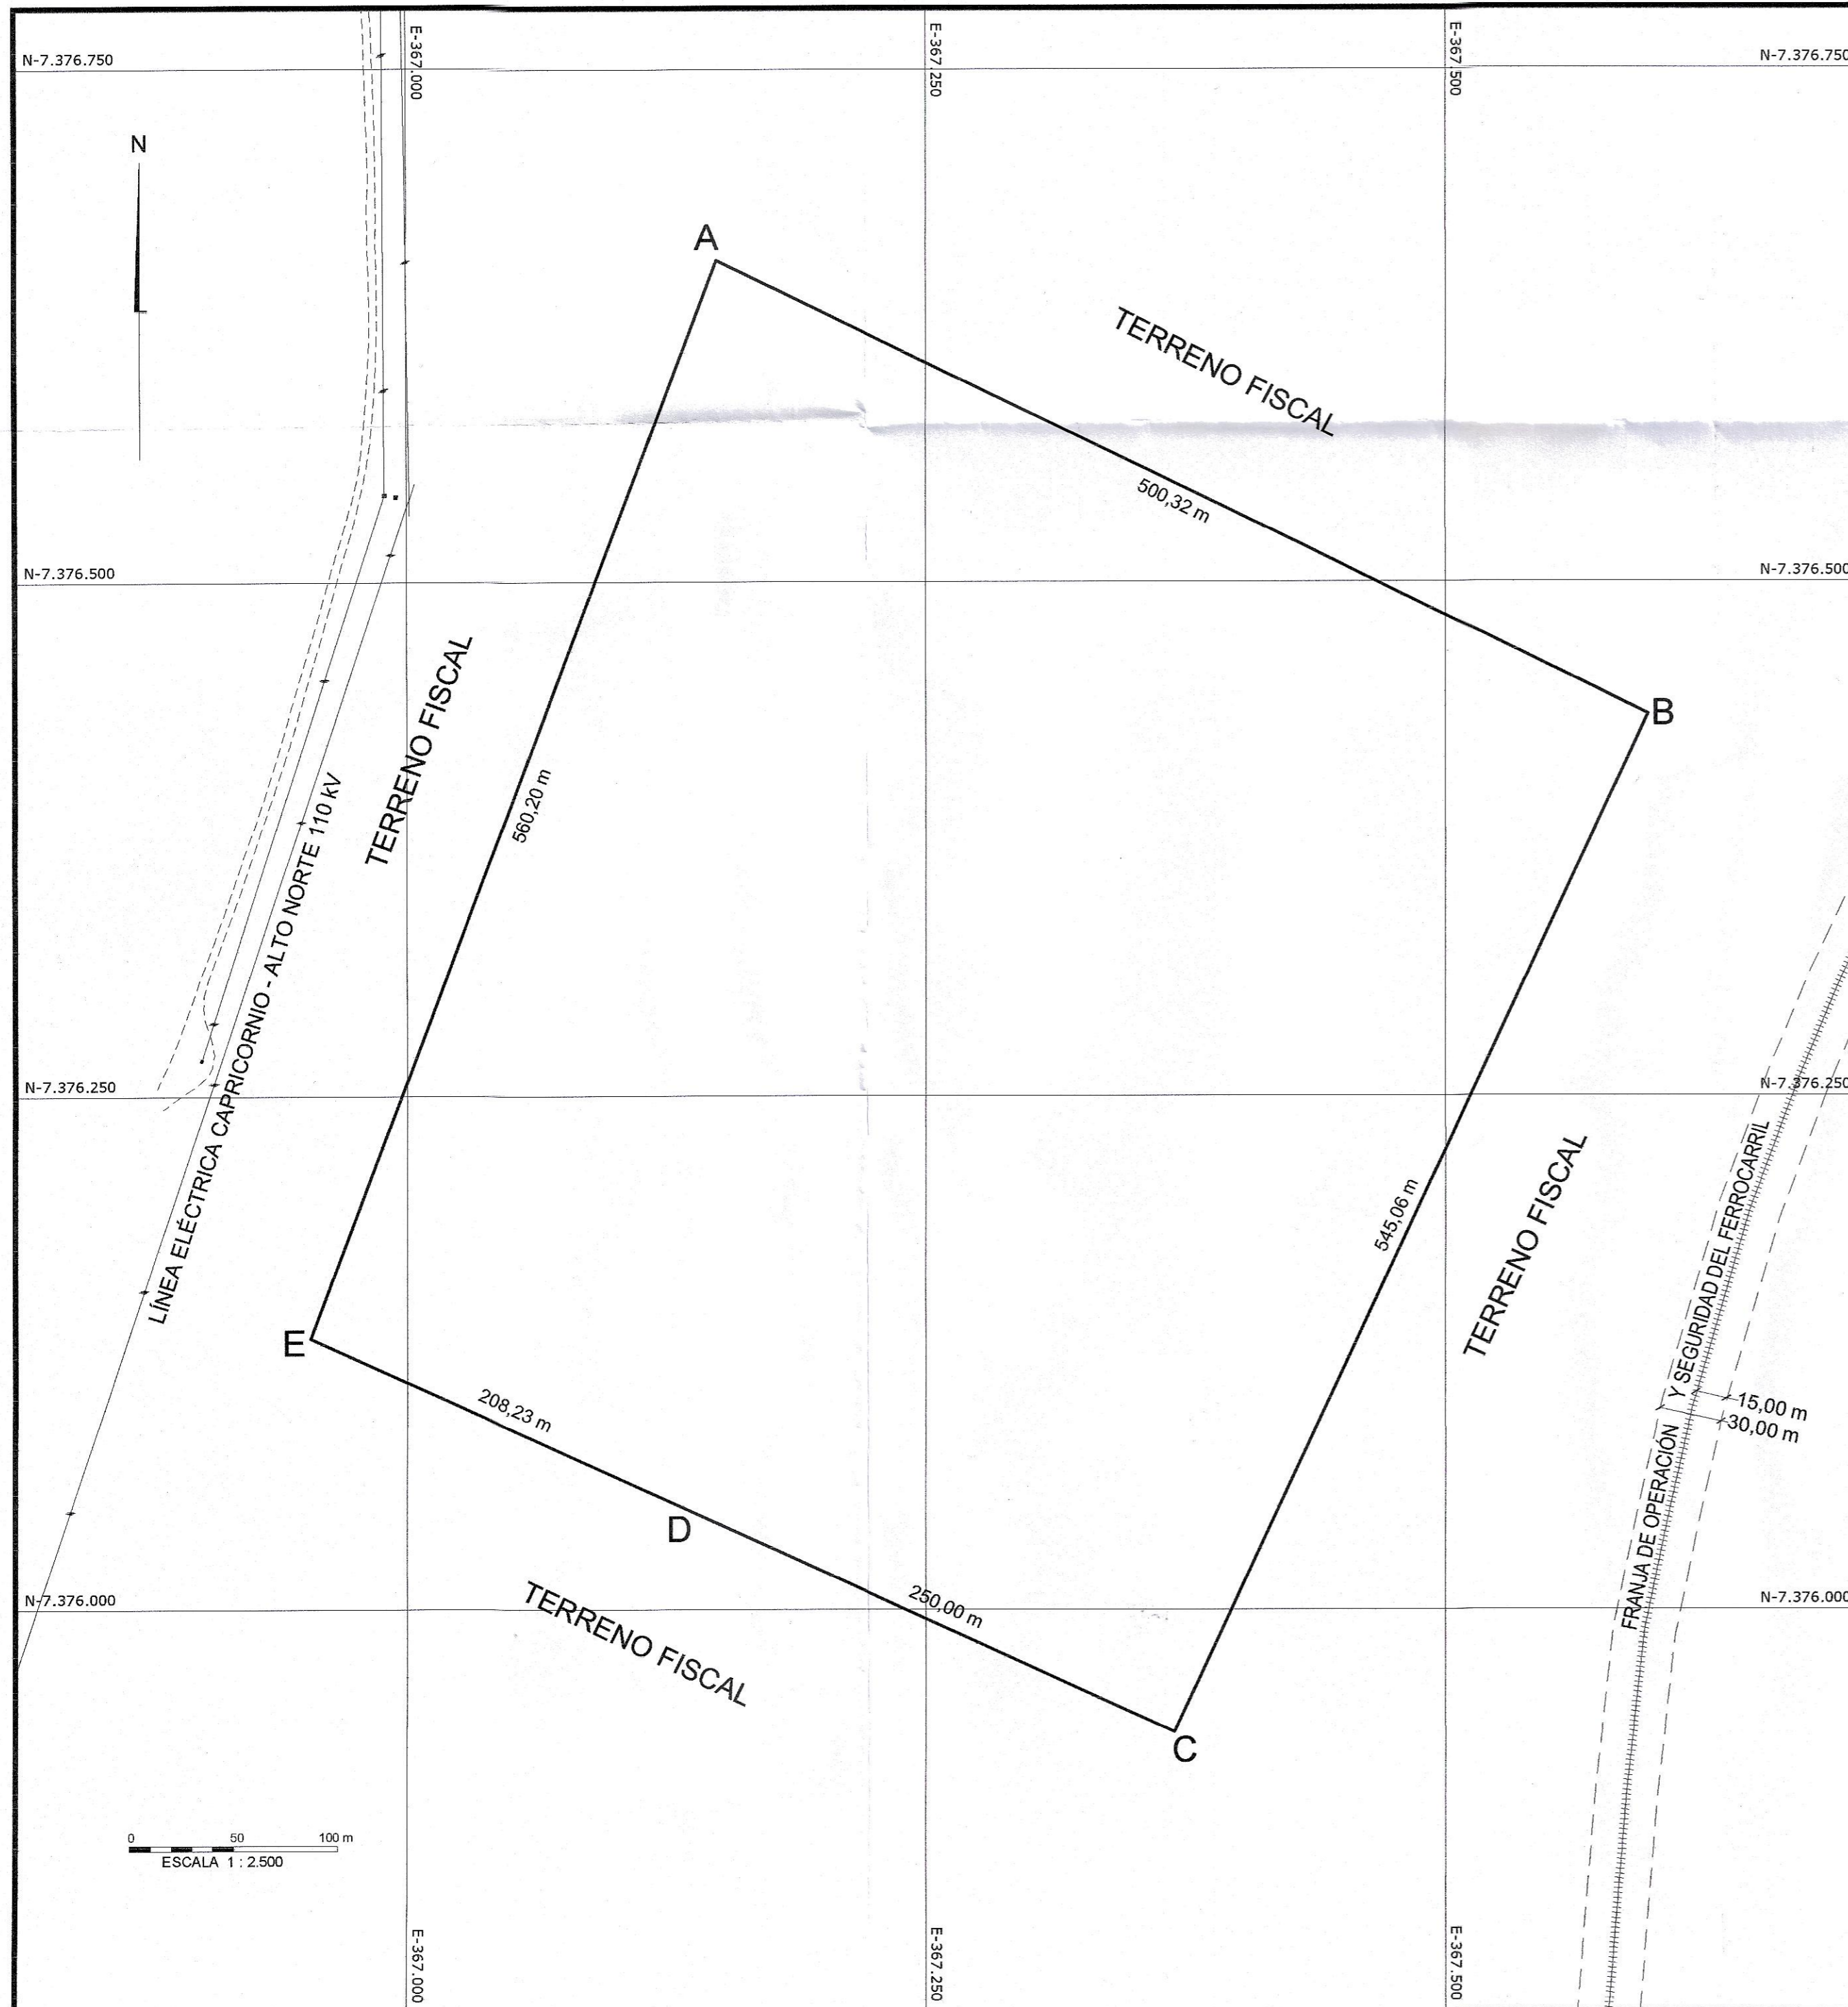 E-367.000
E-367.250
E-367.500
N-7.376.750
N-7.376.750
N
A
TERRENO FISCAL
500,32 m
N-7.376.500
N-7.376.500
TERRENO FISCAL
B
560,20 m
LÍNEA ELÉCTRICA CAPRICORNIO - ALTO NORTE 110 kV
N-7.376.250
N-7.376.250
545,06 m
TERRENO FISCAL
FRANJA DE OPERACIÓN Y SEGURIDAD DEL FERROCARRIL
E
208,23 m
15,00 m
30,00 m
D
N-7.376.000
N-7.376.000
250,00 m
TERRENO FISCAL
C
0 50 100 m
ESCALA 1 : 2.500
E-367.000
E-367.250
E-367.500